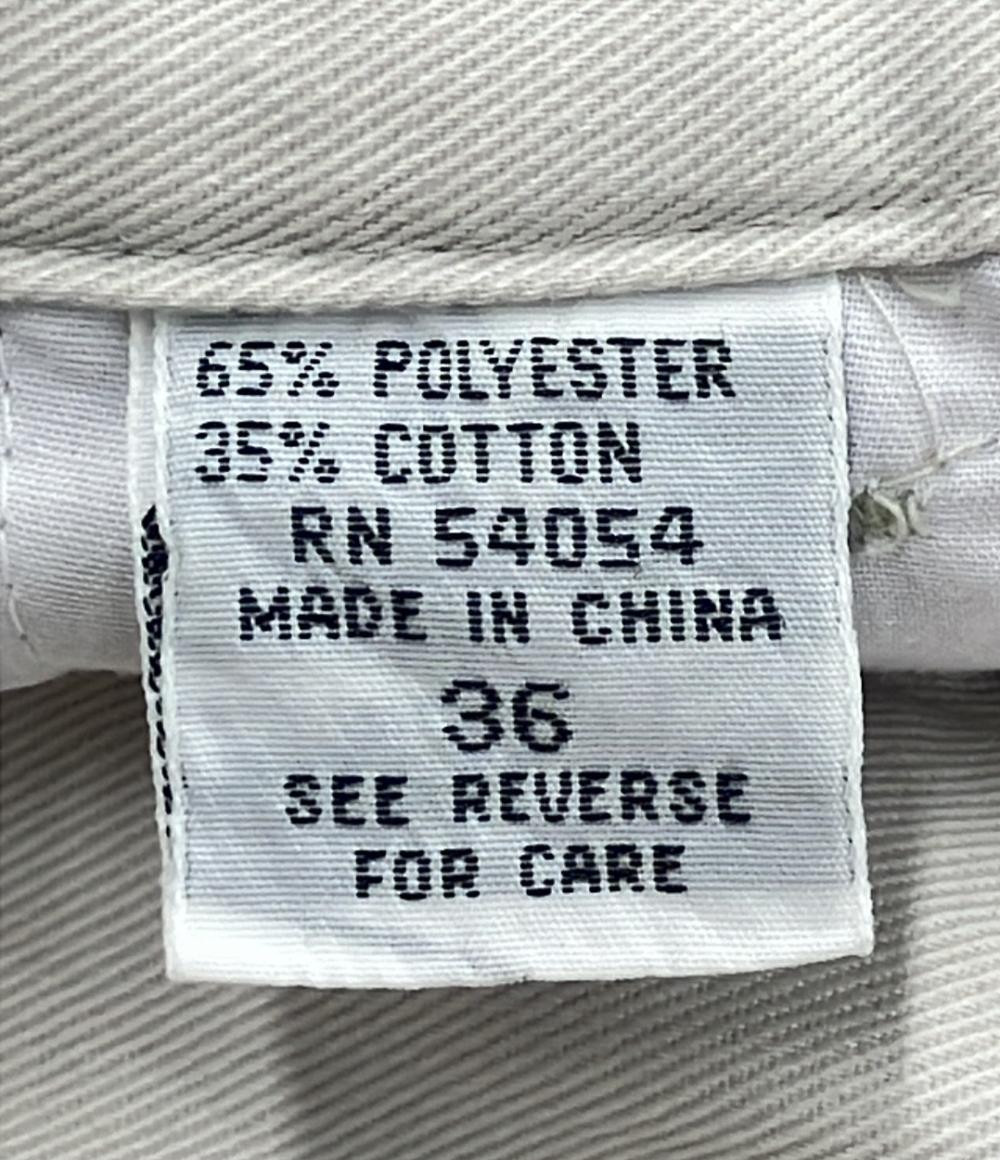 65% POLYESTER
35% COTTON
RN 54054
MADE IN CHINA
36
SEE REVERSE
FOR CARE